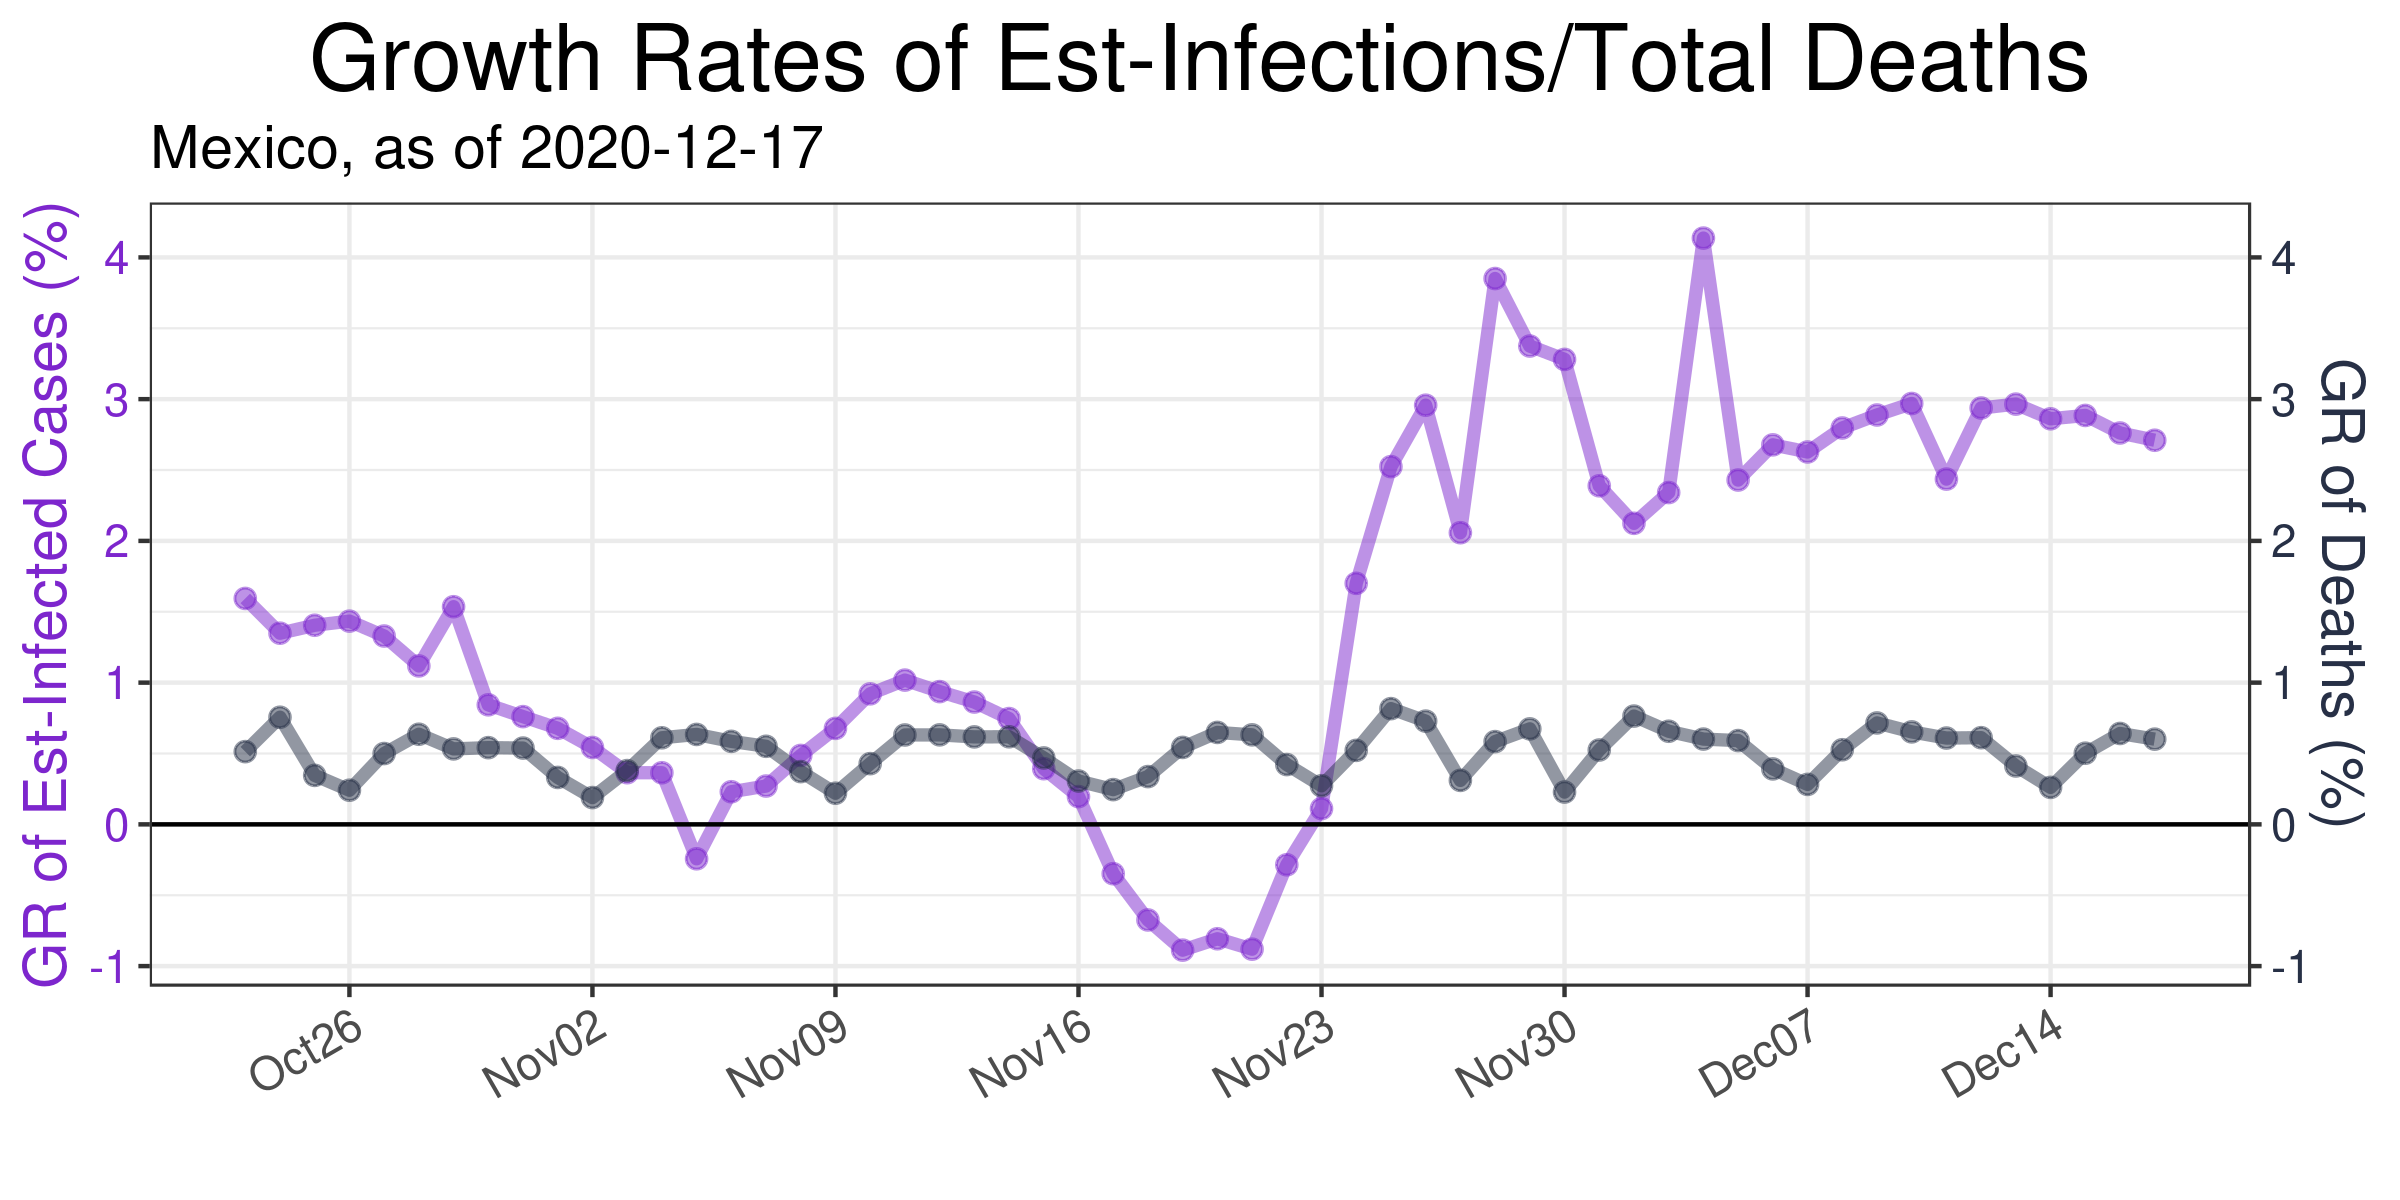 Growth Rates of Est-Infections/Total Deaths
Mexico, as of 2020-12-17
GR of Est-Infected Cases (%)
4
3
2
1
0
-1
4
3
2
1
0
-1
GR of Deaths (%)
Oct26
Nov02
Nov09
Nov16
Nov23
Nov30
Dec07
Dec14